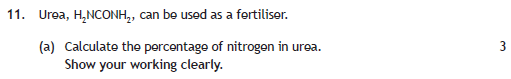 11. Urea, H₂NCONH₂, can be used as a fertiliser.
(a) Calculate the percentage of nitrogen in urea. 3
Show your working clearly.